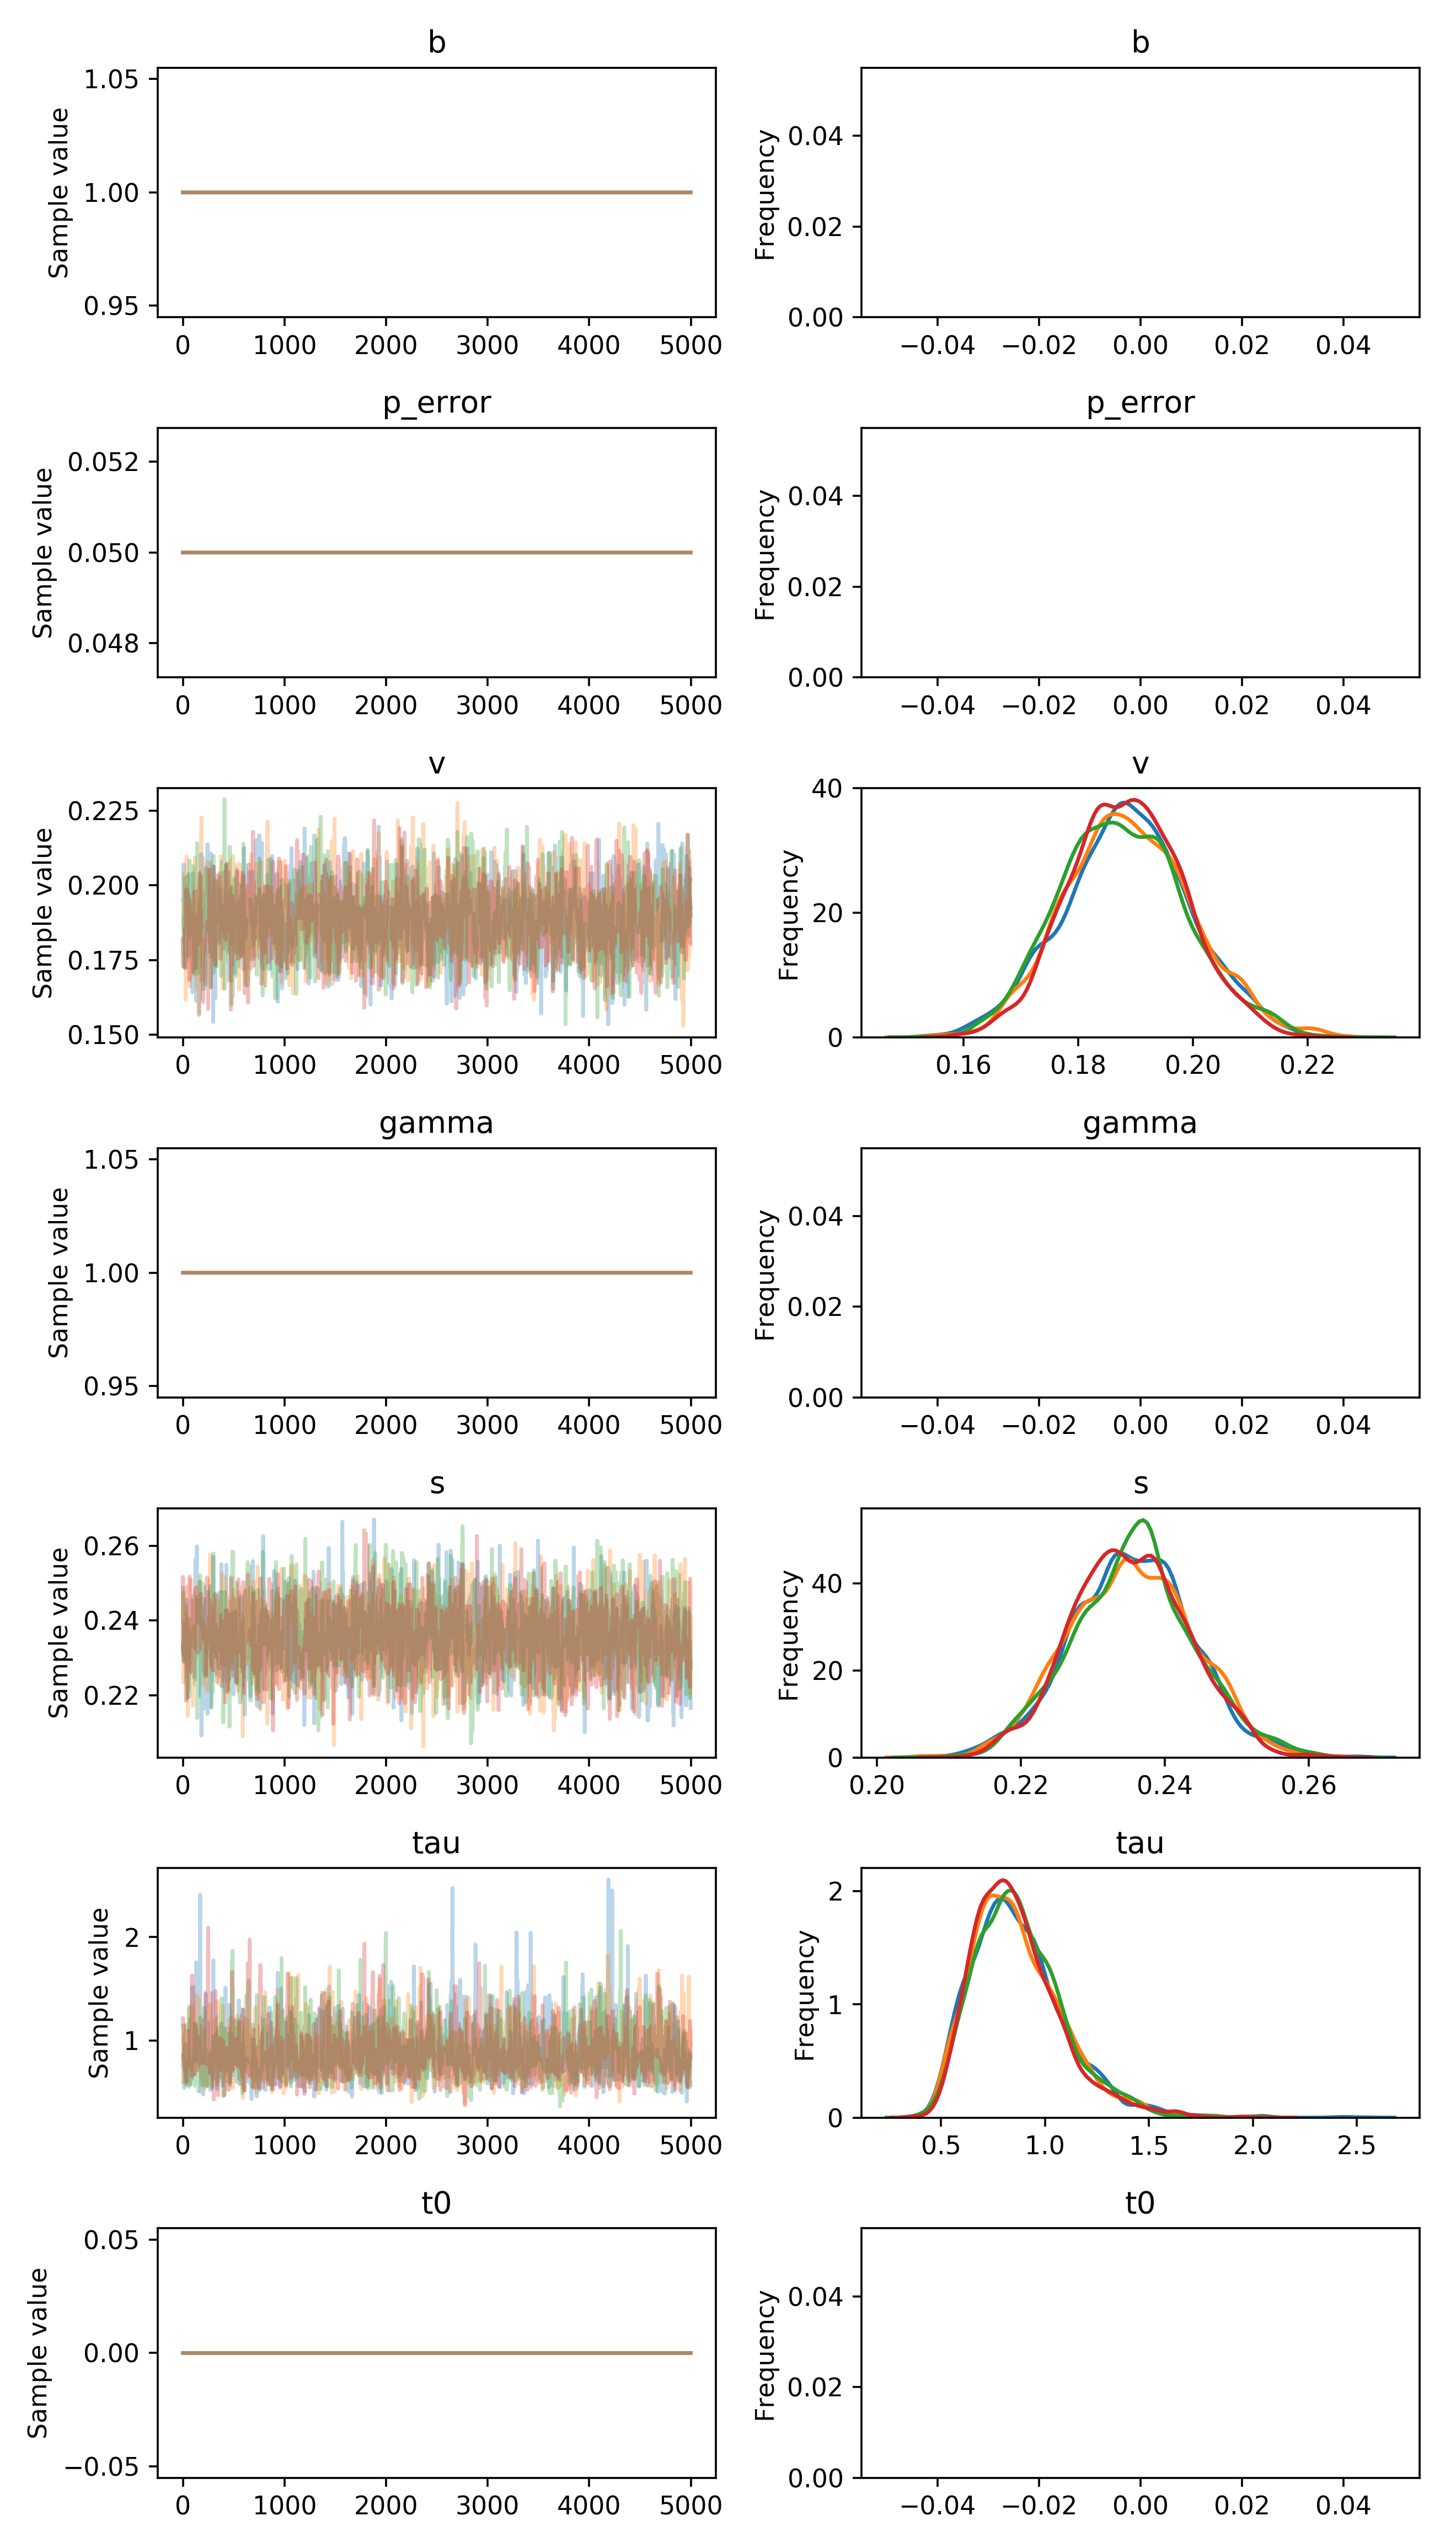 b b
Sample value 1.05 1.00 0.95
0 1000 2000 3000 4000 5000
Frequency 0.04 0.02 0.00
−0.04 −0.02 0.00 0.02 0.04
p_error p_error
Sample value 0.052 0.050 0.048
0 1000 2000 3000 4000 5000
Frequency 0.04 0.02 0.00
−0.04 −0.02 0.00 0.02 0.04
v v
Sample value 0.225 0.200 0.175 0.150
0 1000 2000 3000 4000 5000
Frequency 40 20 0
0.16 0.18 0.20 0.22
gamma gamma
Sample value 1.05 1.00 0.95
0 1000 2000 3000 4000 5000
Frequency 0.04 0.02 0.00
−0.04 −0.02 0.00 0.02 0.04
s s
Sample value 0.26 0.24 0.22
0 1000 2000 3000 4000 5000
Frequency 40 20 0
0.20 0.22 0.24 0.26
tau tau
Sample value 2 1
0 1000 2000 3000 4000 5000
Frequency 2 1 0
0.5 1.0 1.5 2.0 2.5
t0 t0
Sample value 0.05 0.00 −0.05
0 1000 2000 3000 4000 5000
Frequency 0.04 0.02 0.00
−0.04 −0.02 0.00 0.02 0.04